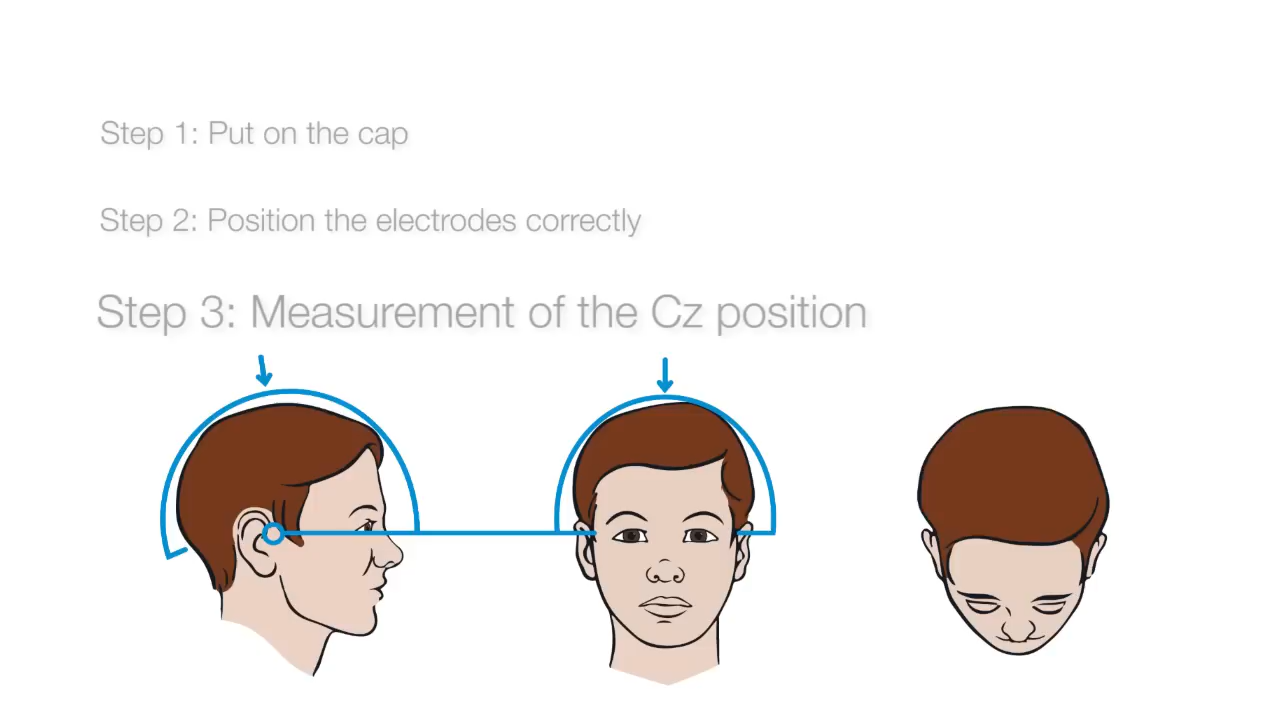 Step 1: Put on the cap
Step 2: Position the electrodes correctly
Step 3: Measurement of the Cz position